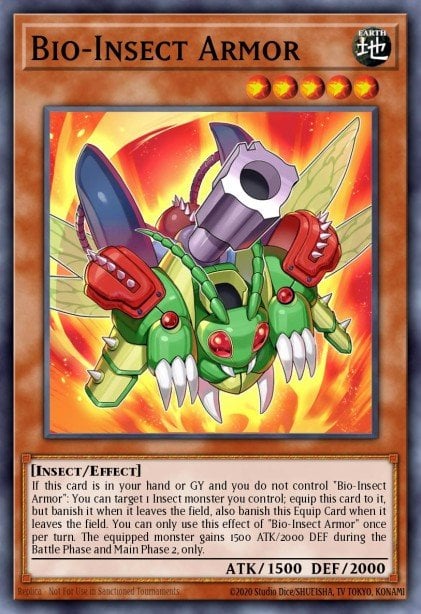 BIO-INSECT ARMOR
EARTH
地
[INSECT/EFFECT]
If this card is in your hand or GY and you do not control "Bio-Insect
Armor": You can target 1 Insect monster you control; equip this card to it,
but banish it when it leaves the field, also banish this Equip Card when it
leaves the field. You can only use this effect of "Bio-Insect Armor" once
per turn. The equipped monster gains 1500 ATK/2000 DEF during the
Battle Phase and Main Phase 2, only.
ATK/1500 DEF/2000
Replica - Not For Use in Sanctioned Tournaments
©2020 Studio Dice/SHUEISHA, TV TOKYO, KONAMI